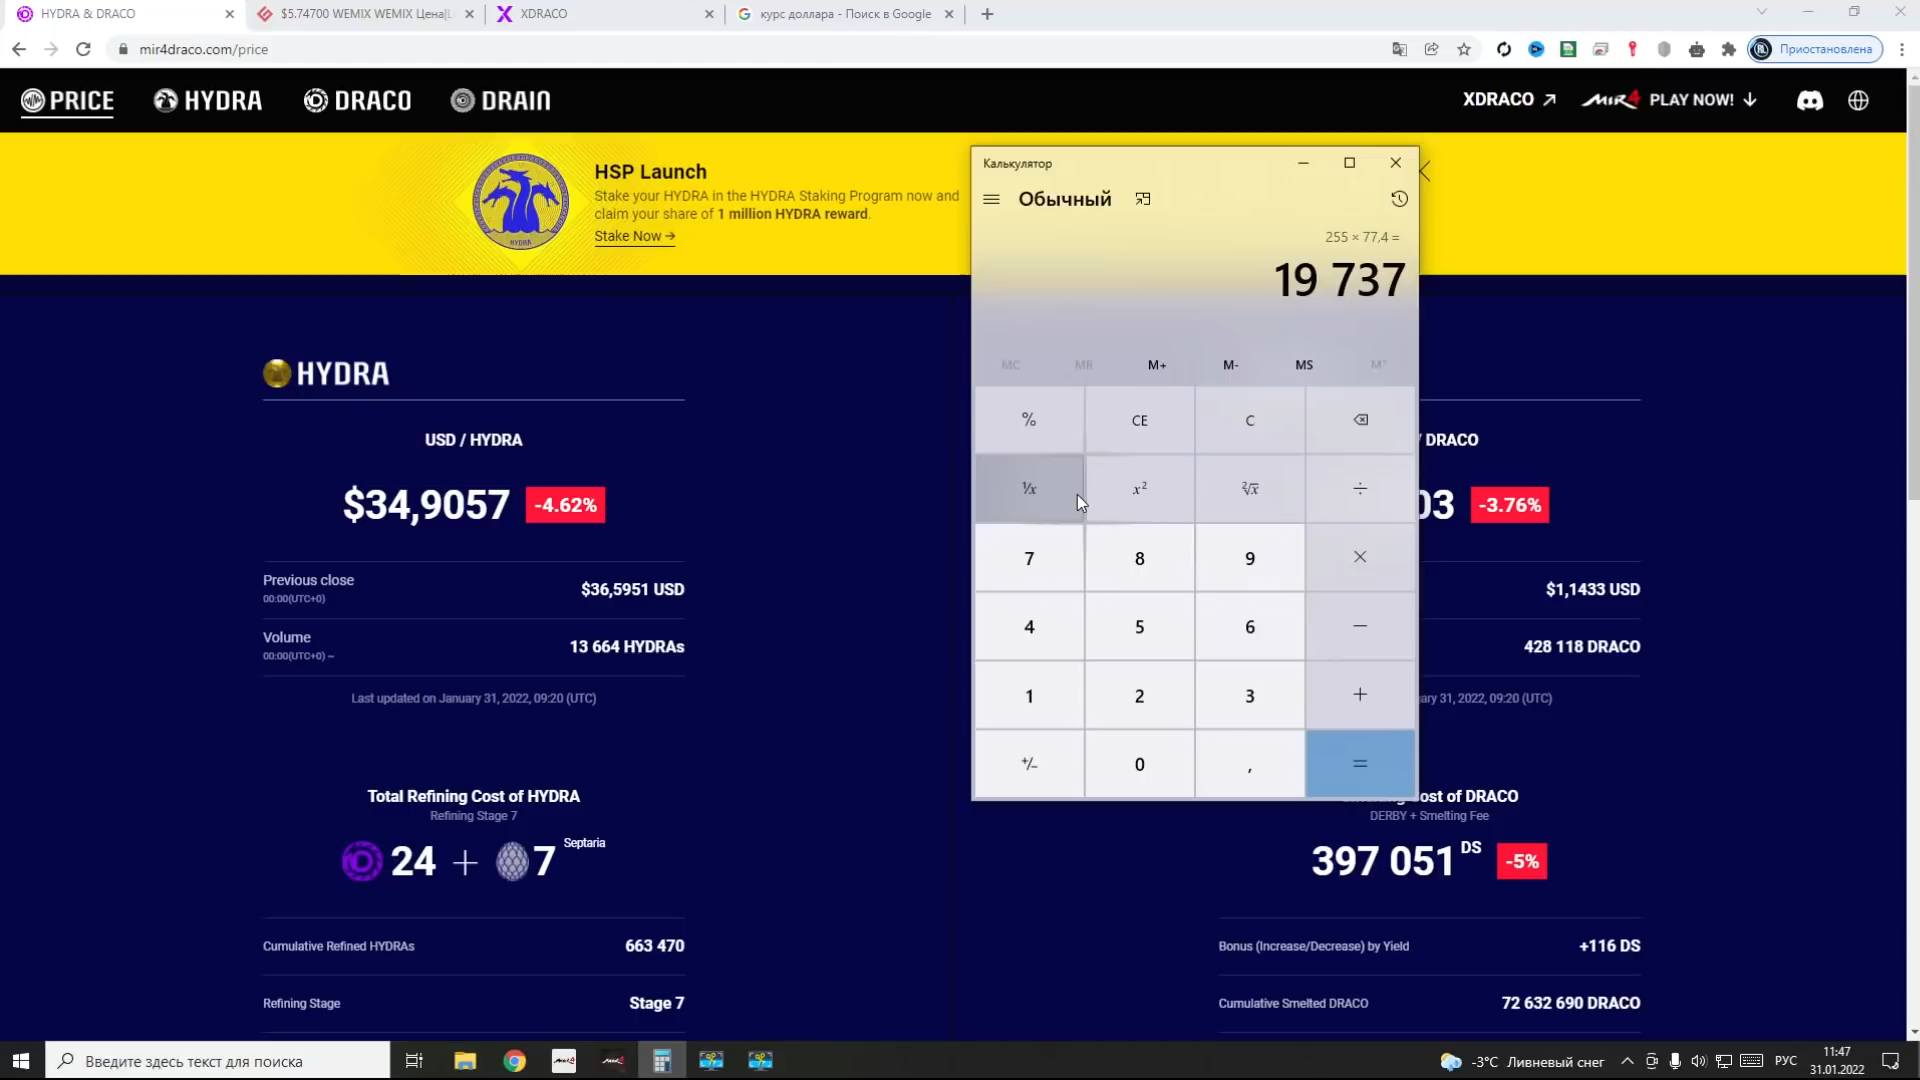 HYDRA & DRACO
$5.74700 WEMIX WEMIX Цена|L
XDRACO
курс доллара - Поиск в Google
mir4draco.com/price
Приостановлена
PRICE
HYDRA
DRACO
DRAIN
XDRACO
MIR4 PLAY NOW!
HSP Launch
Stake your HYDRA in the HYDRA Staking Program now and
claim your share of 1 million HYDRA reward.
Stake Now
HYDRA
Калькулятор
Обычный
255 × 77,4 =
19 737
MC
MR
M+
M-
MS
M˅
%
CE
C
⅟x
x²
²√x
÷
7
8
9
×
4
5
6
−
1
2
3
+
+/−
0
,
=
HYDRA
USD / HYDRA
$34,9057
-4.62%
Previous close
00:00(UTC+0)
$36,5951 USD
Volume
00:00(UTC+0) ~
13 664 HYDRAs
Last updated on January 31, 2022, 09:20 (UTC)
Total Refining Cost of HYDRA
Refining Stage 7
24 + 7 Septaria
Cumulative Refined HYDRAs
663 470
Refining Stage
Stage 7
/ DRACO
03
-3.76%
$1,1433 USD
428 118 DRACO
ary 31, 2022, 09:20 (UTC)
ost of DRACO
DERBY + Smelting Fee
397 051 DS
-5%
Bonus (Increase/Decrease) by Yield
+116 DS
Cumulative Smelted DRACO
72 632 690 DRACO
Введите здесь текст для поиска
-3°C Ливневый снег
РУС
11:47
31.01.2022